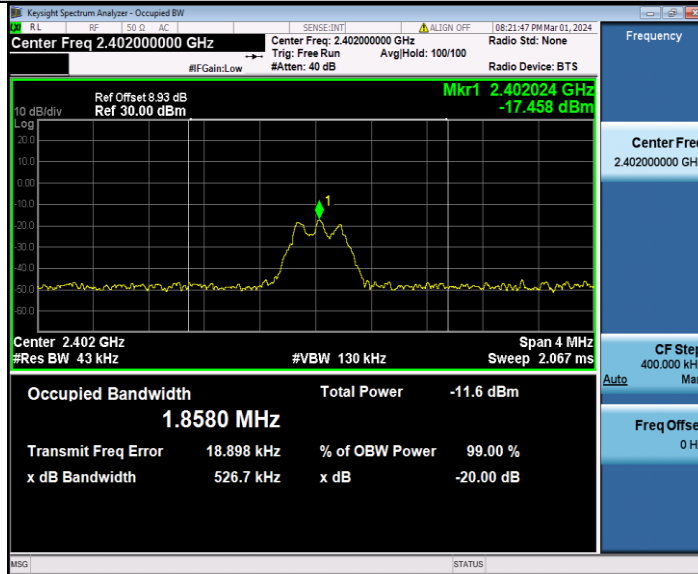 Keysight Spectrum Analyzer - Occupied BW
RL RF 50 Ω AC SENSE:INT ALIGN OFF 08:21:47 PM Mar 01, 2024
Center Freq 2.402000000 GHz
Center Freq: 2.402000000 GHz Radio Std: None
Trig: Free Run Avg|Hold: 100/100
#IFGain:Low #Atten: 40 dB Radio Device: BTS
Frequency
Mkr1 2.402024 GHz
-17.458 dBm
Ref Offset 8.93 dB
10 dB/div Ref 30.00 dBm
Log
20.0
10.0
0.00
-10.0
-20.0
-30.0
-40.0
-50.0
-60.0
1
Center 2.402 GHz Span 4 MHz
#Res BW 43 kHz #VBW 130 kHz Sweep 2.067 ms
Center Fre
2.402000000 GH
CF Step
400.000 kH
Auto Ma
Freq Offse
0 H
Occupied Bandwidth Total Power -11.6 dBm
1.8580 MHz
Transmit Freq Error 18.898 kHz % of OBW Power 99.00 %
x dB Bandwidth 526.7 kHz x dB -20.00 dB
MSG STATUS